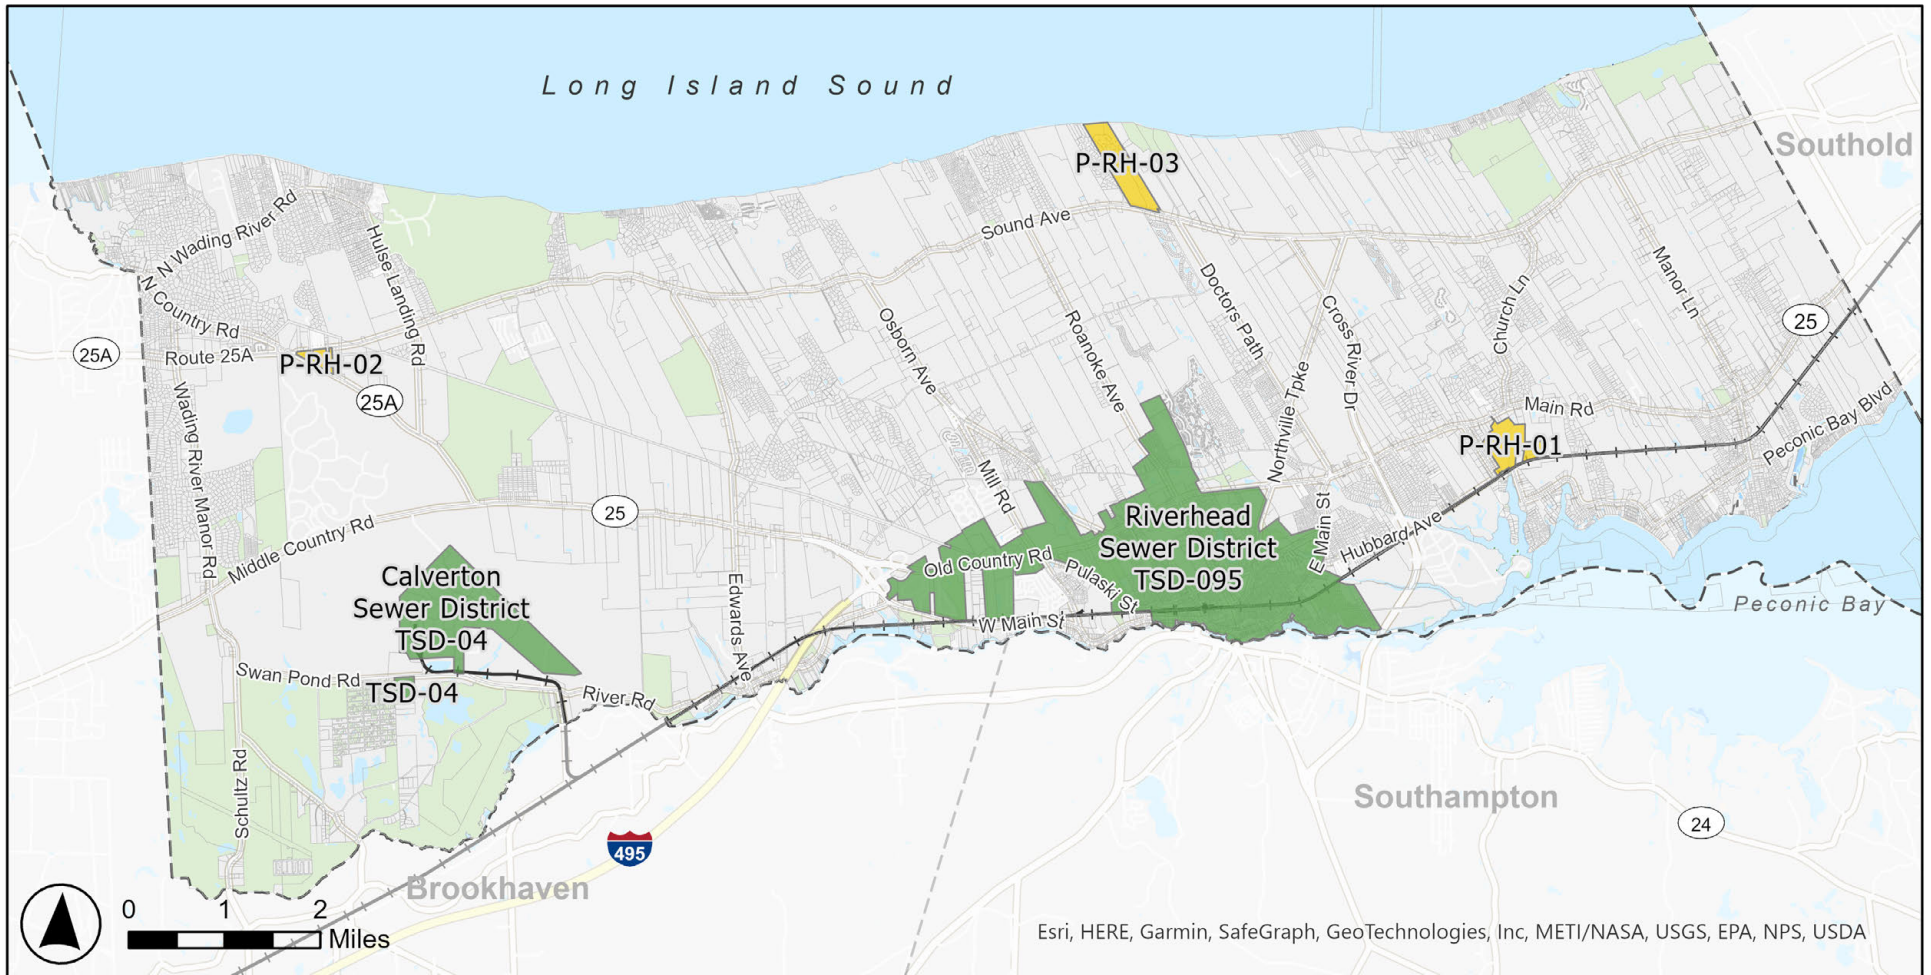 Long Island Sound
Southold
P-RH-03
Sound Ave
N Wading River Rd
N Country Rd
Hulse Landing Rd
25A
Route 25A
P-RH-02
25A
Wading River Manor Rd
Osborn Ave
Roanoke Ave
Doctors Path
Cross River Dr
Northville Tpke
Church Ln
Manor Ln
25
Main Rd
P-RH-01
Peconic Bay Blvd
Mill Rd
25
Middle Country Rd
Riverhead
Sewer District
TSD-095
E Main St
Hubbard Ave
Old Country Rd
Pulaski St
W Main St
Calverton
Sewer District
TSD-04
Edwards Ave
Peconic Bay
Swan Pond Rd
TSD-04
River Rd
Schultz Rd
Southampton
24
495
Brookhaven
0 1 2
Miles
Esri, HERE, Garmin, SafeGraph, GeoTechnologies, Inc, METI/NASA, USGS, EPA, NPS, USDA